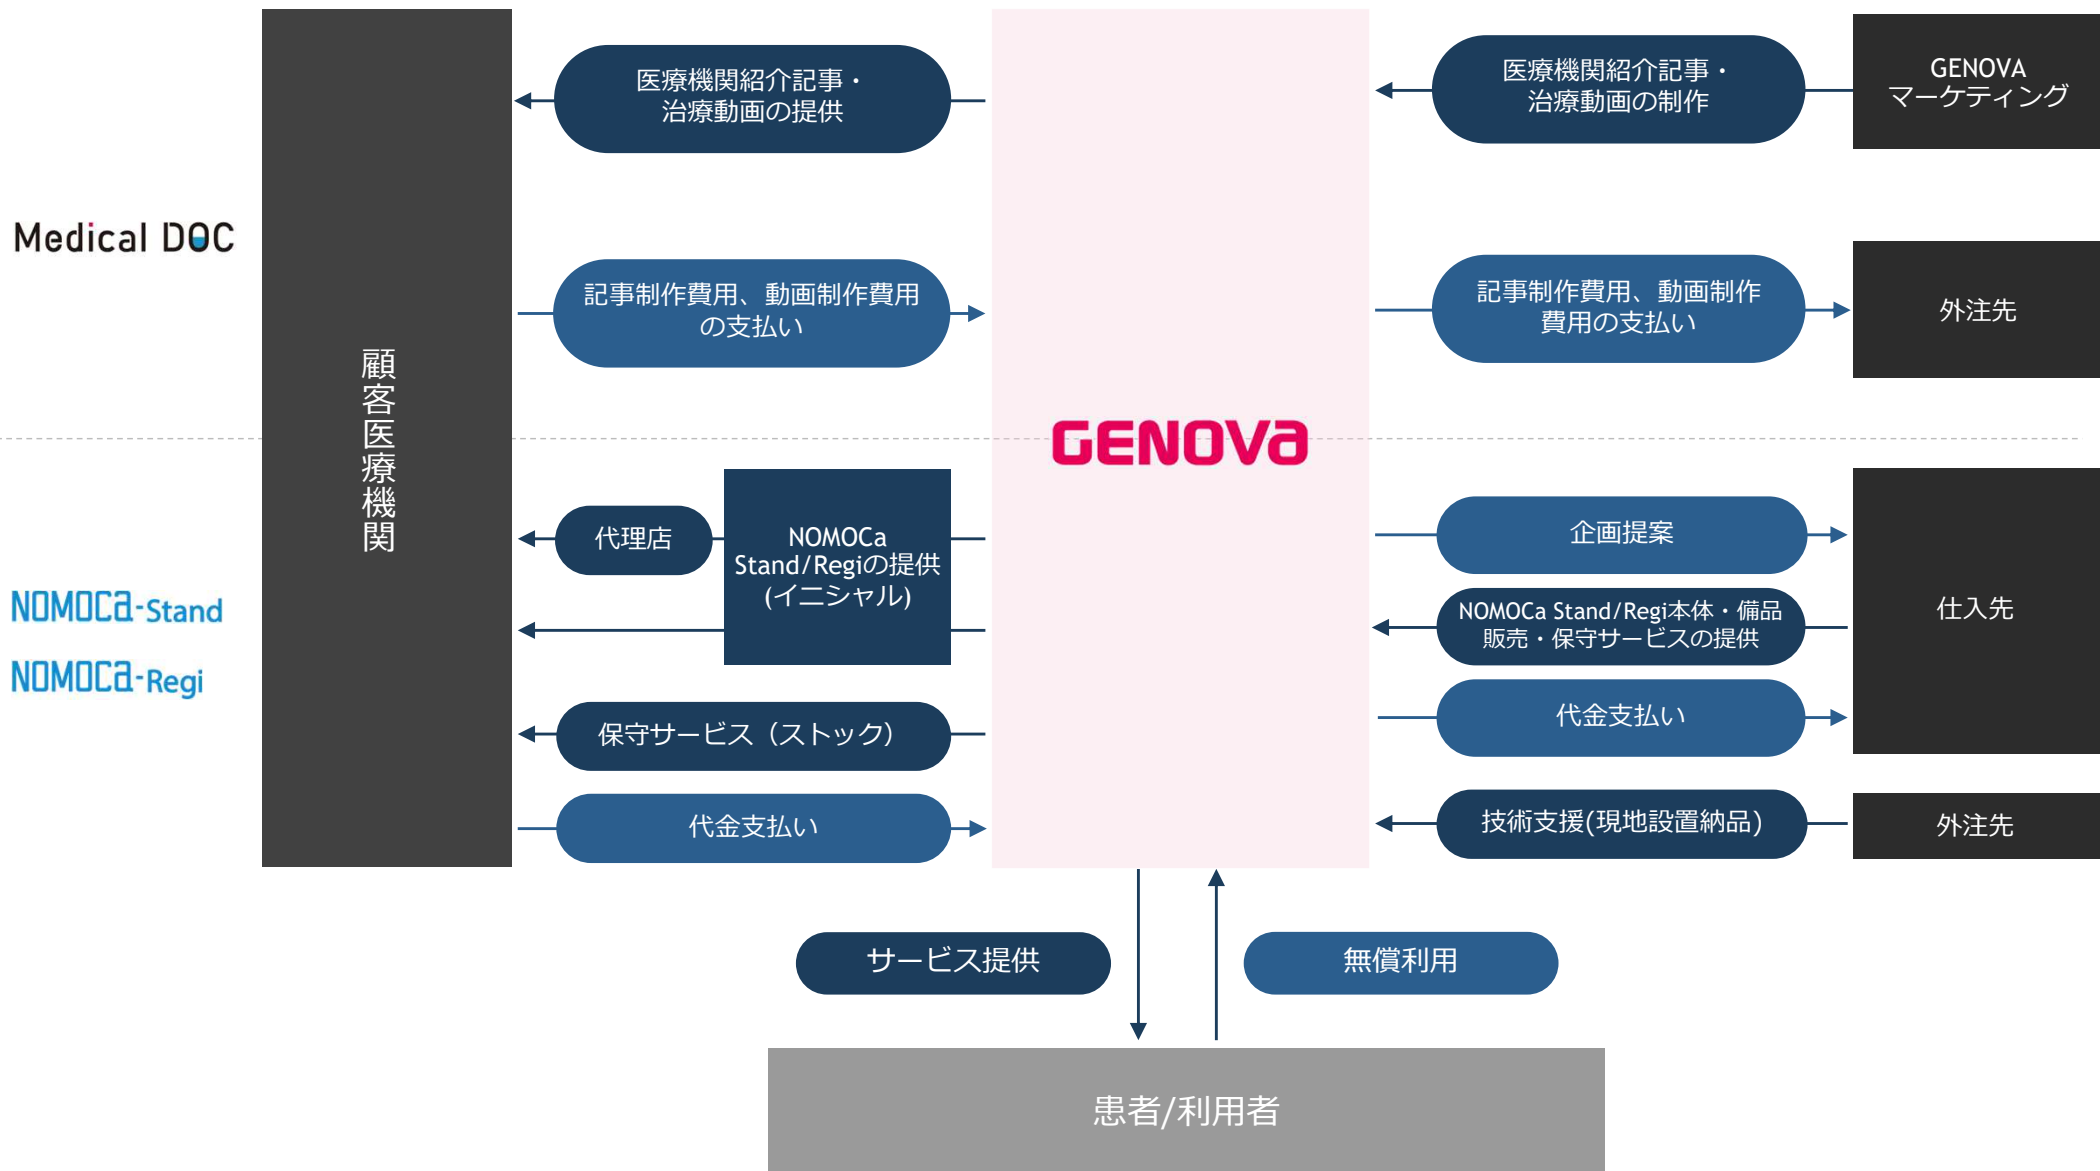 医療機関紹介記事・
治療動画の提供
医療機関紹介記事・
治療動画の制作
GENOVA
マーケティング
Medical DOC
記事制作費用、動画制作費用
の支払い
記事制作費用、動画制作
費用の支払い
外注先
顧客医療機関
GENOVA
代理店
NOMOCa
Stand/Regiの提供
(イニシャル)
企画提案
NOMOCa-Stand
NOMOCa-Regi
NOMOCa Stand/Regi本体・備品
販売・保守サービスの提供
仕入先
保守サービス（ストック）
代金支払い
代金支払い
技術支援(現地設置納品)
外注先
サービス提供
無償利用
患者/利用者